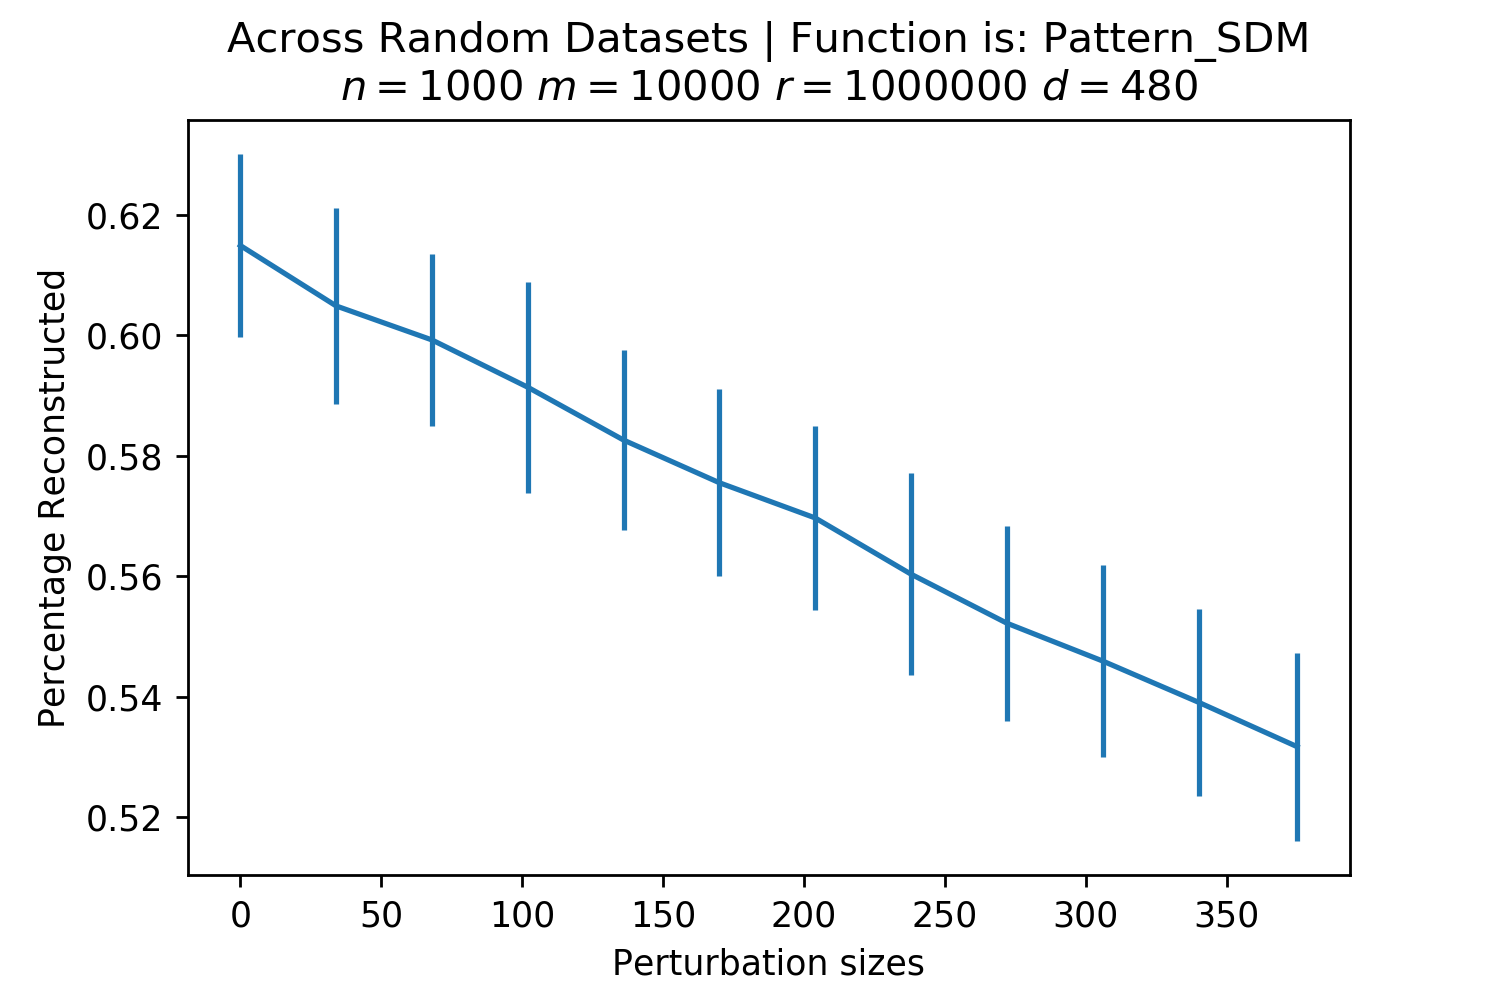 Across Random Datasets | Function is: Pattern_SDM
n = 1000 m = 10000 r = 1000000 d = 480
Percentage Reconstructed
0.62
0.60
0.58
0.56
0.54
0.52
0 50 100 150 200 250 300 350
Perturbation sizes